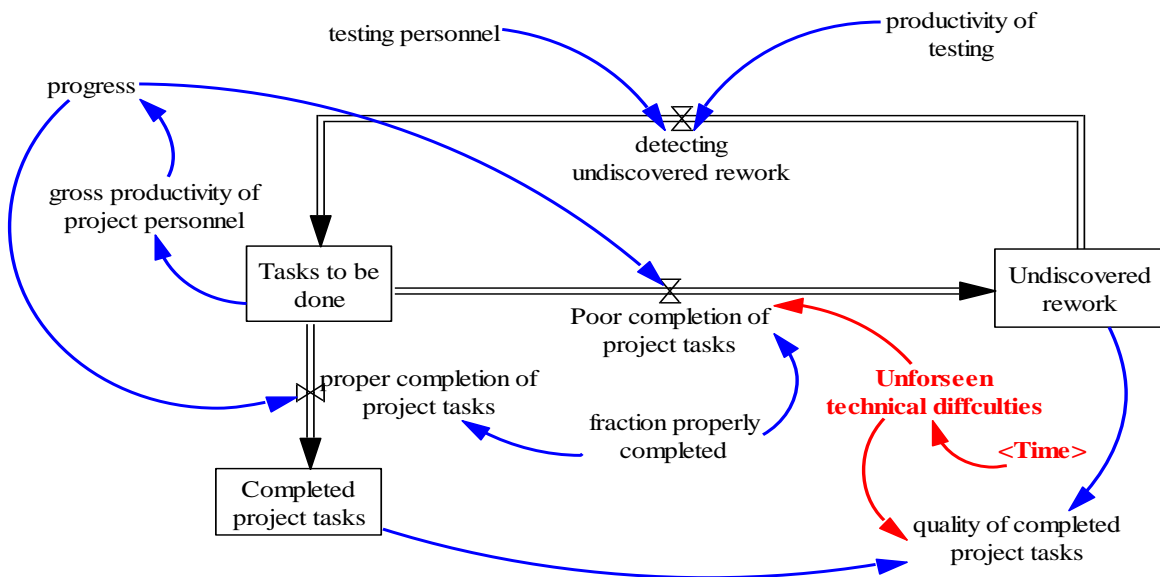 testing personnel
productivity of
testing
progress
detecting
undiscovered rework
gross productivity of
project personnel
Tasks to be
done
Undiscovered
rework
Poor completion of
project tasks
proper completion of
project tasks
Unforseen
technical diffculties
fraction properly
completed
<Time>
Completed
project tasks
quality of completed
project tasks